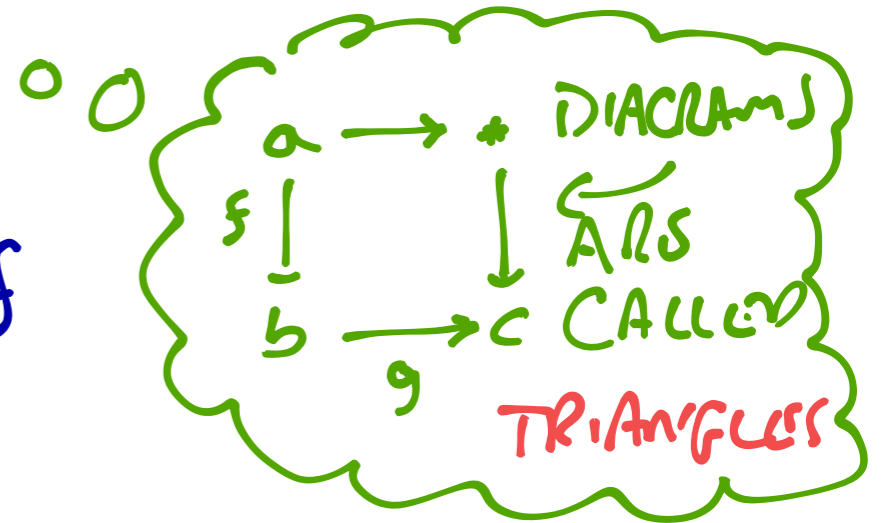 a → * DIAGRAMS
f ↓ ↓ ARE
b → c CALLED
g
TRIANGLES